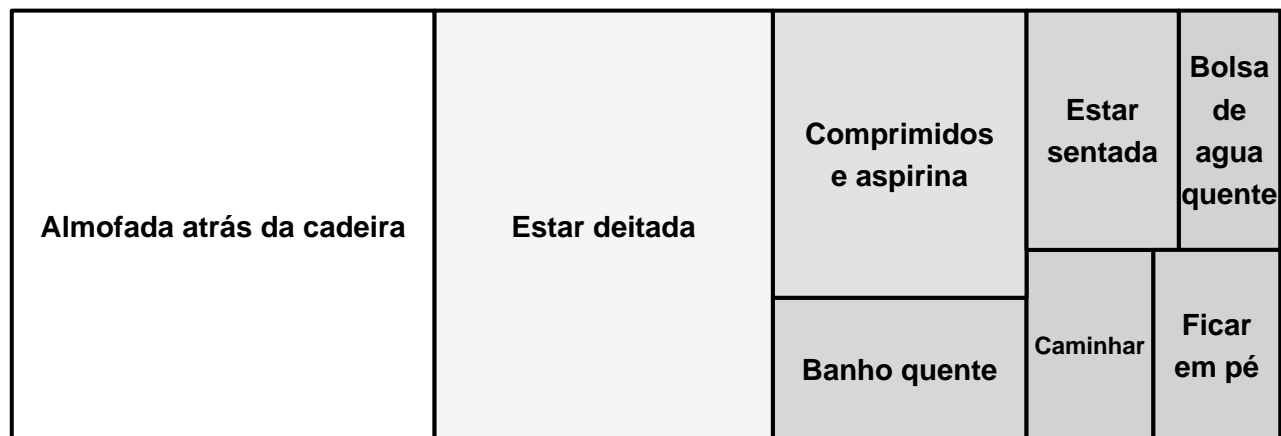 Almofada atrás da cadeira
Estar deitada
Comprimidos
e aspirina
Banho quente
Estar
sentada
Bolsa
de
agua
quente
Caminhar
Ficar
em pé